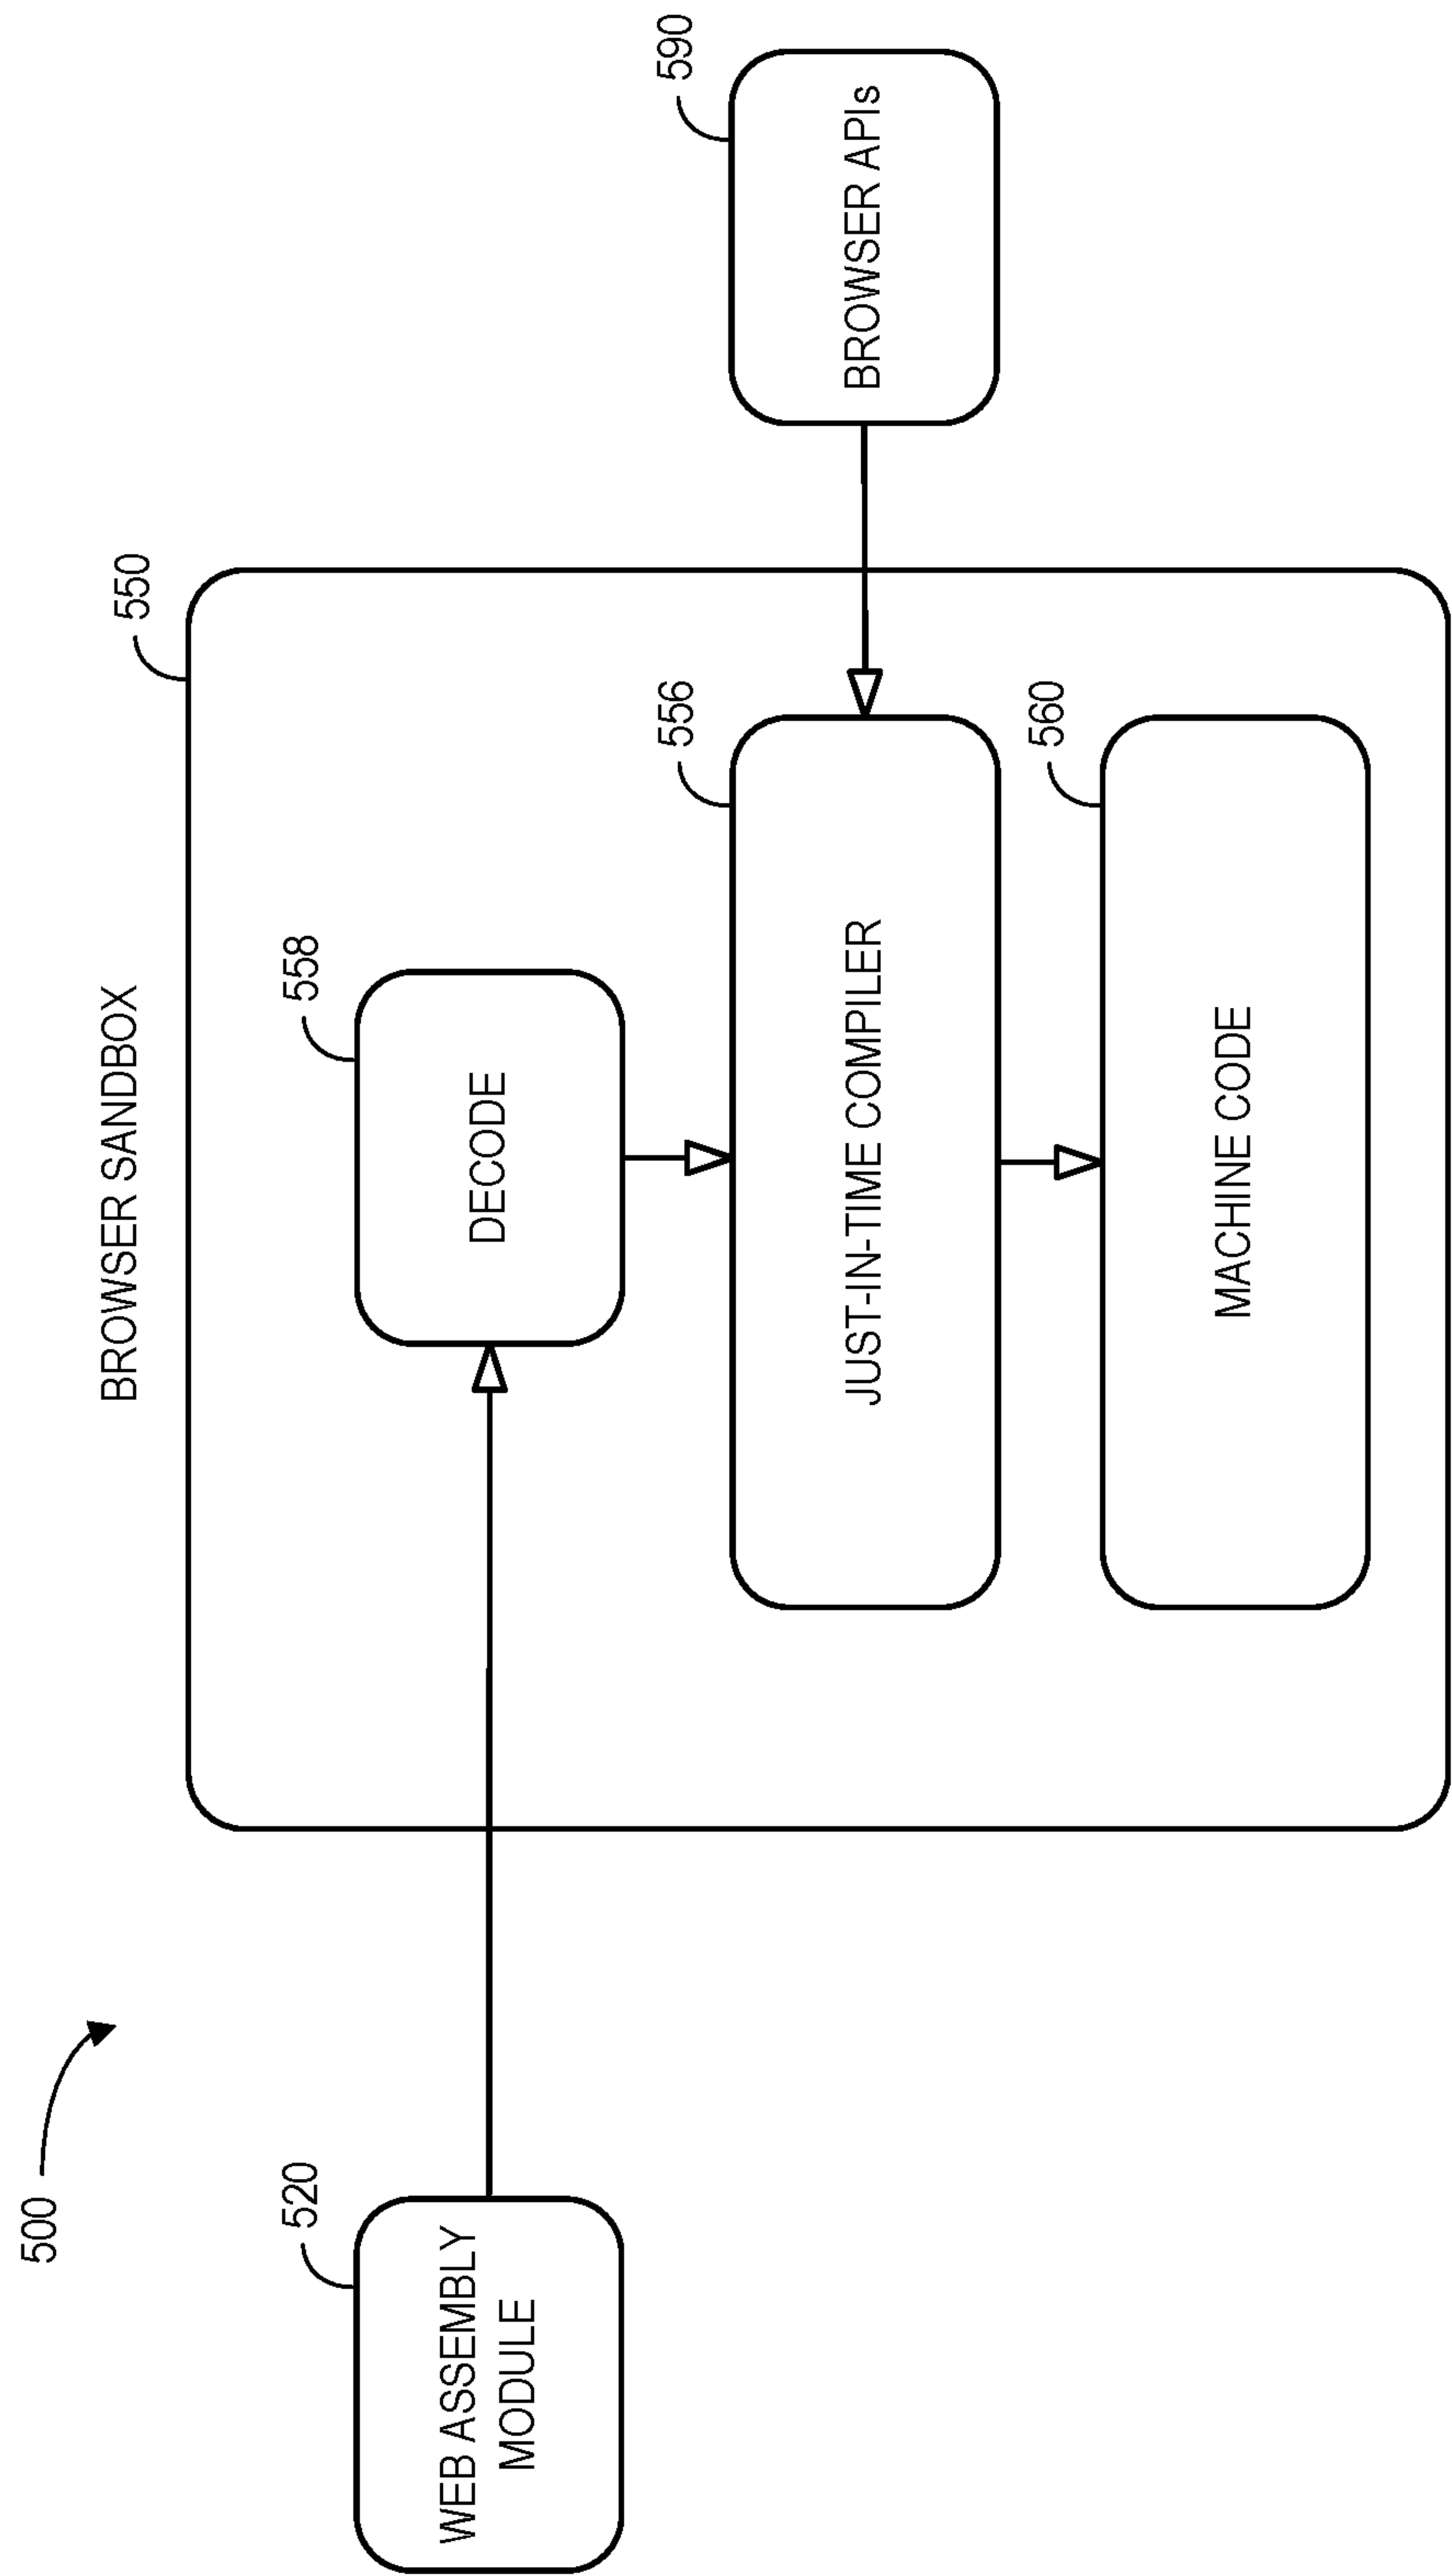 500
BROWSER SANDBOX
550
520
WEB ASSEMBLY
MODULE
558
DECODE
556
JUST-IN-TIME COMPILER
590
BROWSER APIs
560
MACHINE CODE